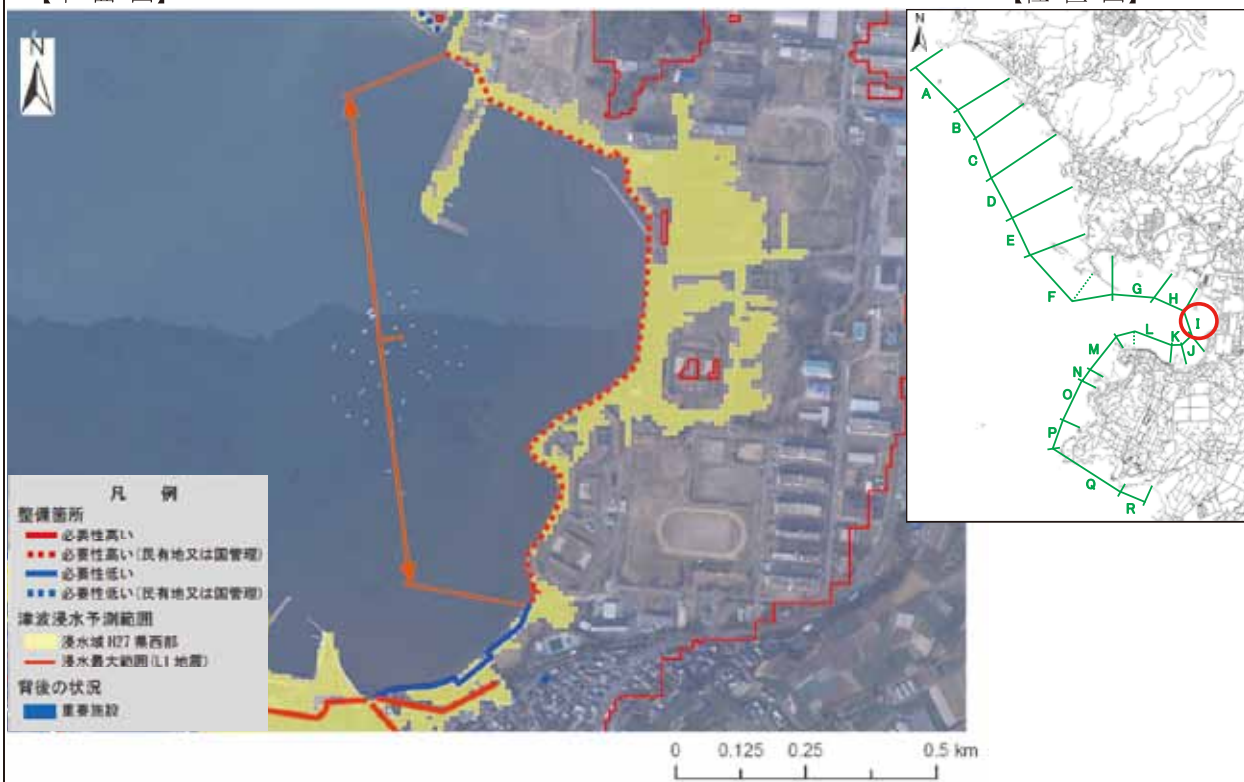 N
凡 例
整備箇所
必要性高い
必要性高い(民有地又は国管理)
必要性低い
必要性低い(民有地又は国管理)
津波浸水予測範囲
浸水域 H27 県西部
浸水最大範囲(L1 地震)
背後の状況
重要施設
0 0.125 0.25 0.5 km
N
A
B
C
D
E
F
G
H
I
J
K
L
M
N
O
P
Q
R